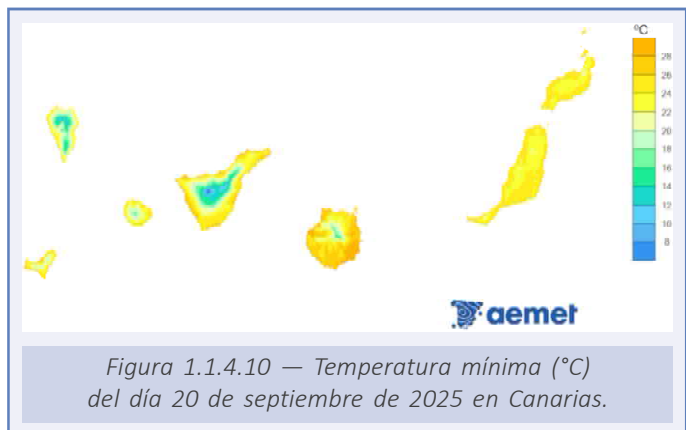 ºC
28
26
24
22
20
18
16
14
12
10
8
aemet
Figura 1.1.4.10 — Temperatura mínima (°C)
del día 20 de septiembre de 2025 en Canarias.